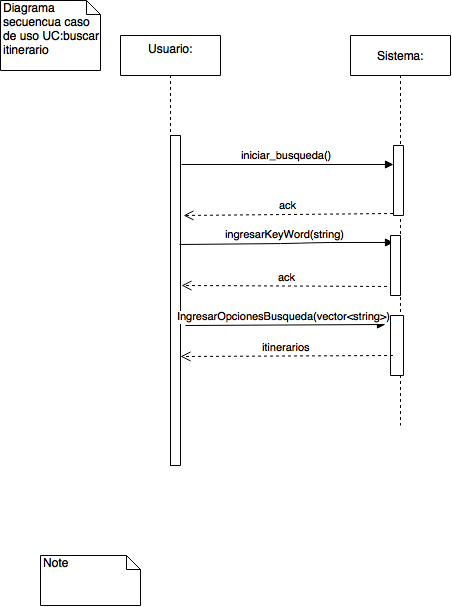 Diagrama
secuencua caso
de uso UC:buscar
itinerario
Usuario:
Sistema:
iniciar_busqueda()
ack
ingresarKeyWord(string)
ack
IngresarOpcionesBusqueda(vector<string>)
itinerarios
Note